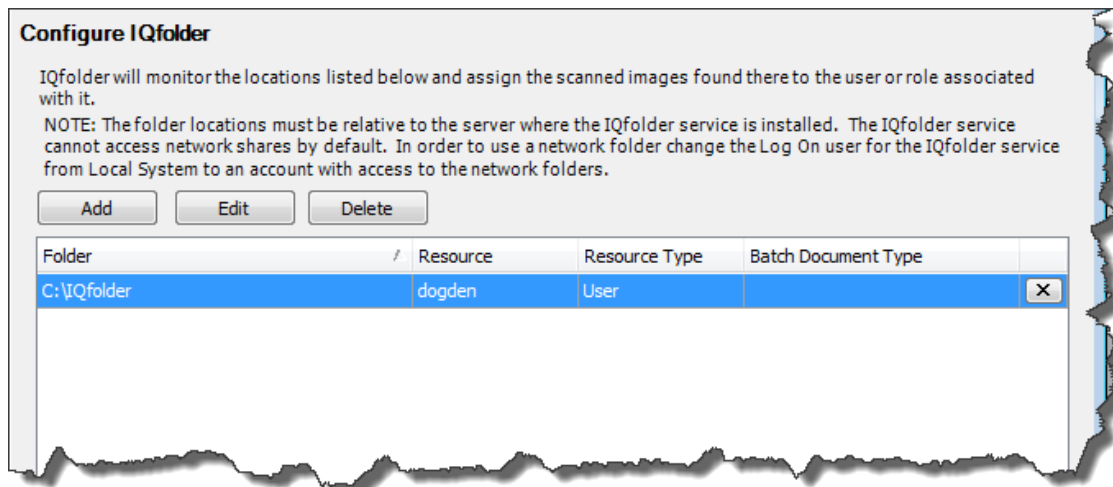 Configure IQfolder
IQfolder will monitor the locations listed below and assign the scanned images found there to the user or role associated
with it.
NOTE: The folder locations must be relative to the server where the IQfolder service is installed.  The IQfolder service
cannot access network shares by default. In order to use a network folder change the Log On user for the IQfolder service
from Local System to an account with access to the network folders.
Add Edit Delete
Folder Resource Resource Type Batch Document Type
C:\IQfolder dogden User